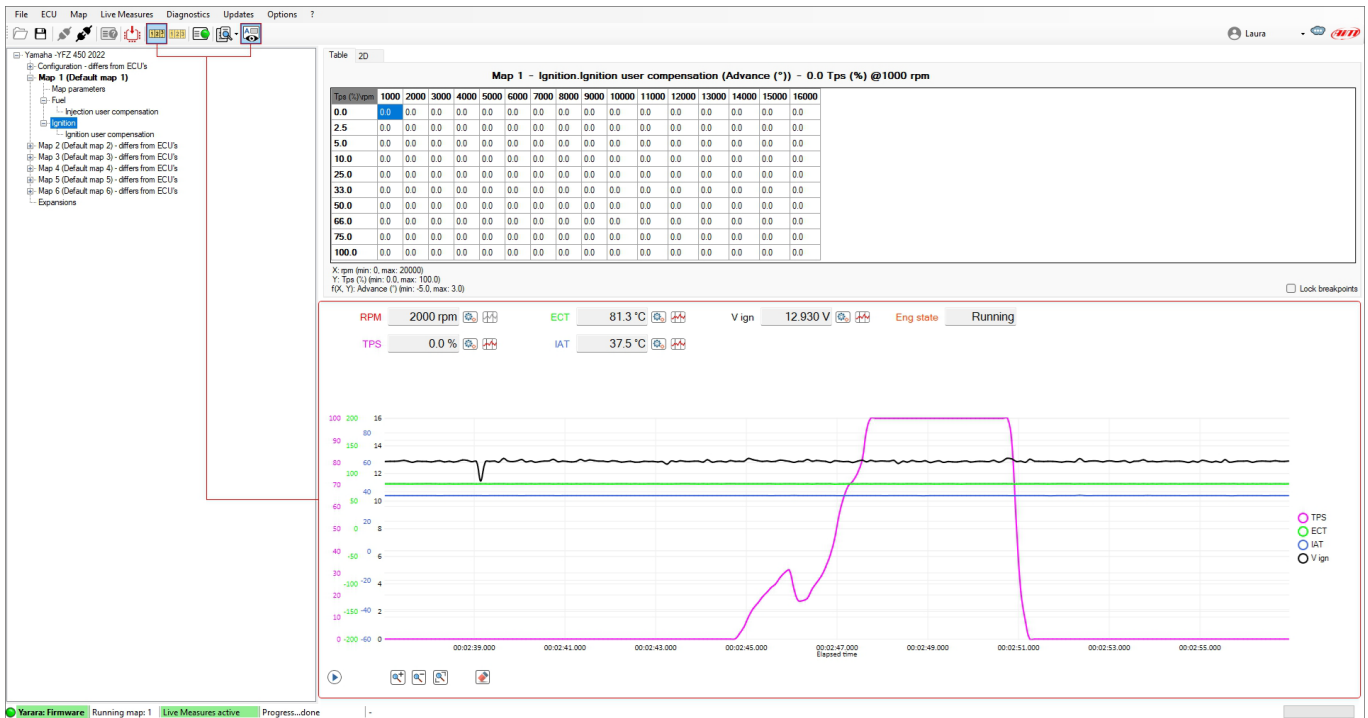 File ECU Map Live Measures Diagnostics Updates Options ?
Laura
Yamaha -YFZ 450 2022
Configuration - differs from ECU's
Map 1 (Default map 1)
Map parameters
Fuel
Injection user compensation
Ignition
Ignition user compensation
Map 2 (Default map 2) - differs from ECU's
Map 3 (Default map 3) - differs from ECU's
Map 4 (Default map 4) - differs from ECU's
Map 5 (Default map 5) - differs from ECU's
Map 6 (Default map 6) - differs from ECU's
Expansions
Table 2D
Map 1 - Ignition.Ignition user compensation (Advance (°)) - 0.0 Tps (%) @1000 rpm
Tps (%)\rpm 1000 2000 3000 4000 5000 6000 7000 8000 9000 10000 11000 12000 13000 14000 15000 16000
0.0 0.0 0.0 0.0 0.0 0.0 0.0 0.0 0.0 0.0 0.0 0.0 0.0 0.0 0.0 0.0 0.0
2.5 0.0 0.0 0.0 0.0 0.0 0.0 0.0 0.0 0.0 0.0 0.0 0.0 0.0 0.0 0.0 0.0
5.0 0.0 0.0 0.0 0.0 0.0 0.0 0.0 0.0 0.0 0.0 0.0 0.0 0.0 0.0 0.0 0.0
10.0 0.0 0.0 0.0 0.0 0.0 0.0 0.0 0.0 0.0 0.0 0.0 0.0 0.0 0.0 0.0 0.0
25.0 0.0 0.0 0.0 0.0 0.0 0.0 0.0 0.0 0.0 0.0 0.0 0.0 0.0 0.0 0.0 0.0
33.0 0.0 0.0 0.0 0.0 0.0 0.0 0.0 0.0 0.0 0.0 0.0 0.0 0.0 0.0 0.0 0.0
50.0 0.0 0.0 0.0 0.0 0.0 0.0 0.0 0.0 0.0 0.0 0.0 0.0 0.0 0.0 0.0 0.0
66.0 0.0 0.0 0.0 0.0 0.0 0.0 0.0 0.0 0.0 0.0 0.0 0.0 0.0 0.0 0.0 0.0
75.0 0.0 0.0 0.0 0.0 0.0 0.0 0.0 0.0 0.0 0.0 0.0 0.0 0.0 0.0 0.0 0.0
100.0 0.0 0.0 0.0 0.0 0.0 0.0 0.0 0.0 0.0 0.0 0.0 0.0 0.0 0.0 0.0 0.0
X: rpm (min: 0, max: 20000)
Y: Tps (%) (min: 0.0, max: 100.0)
f(X, Y): Advance (°) (min: -5.0, max: 3.0)
Lock breakpoints
RPM 2000 rpm ECT 81.3 °C V ign 12.930 V Eng state Running
TPS 0.0 % IAT 37.5 °C
100 200 16
80
90 150 14
80 60
100 12
70
40
50 10
60
20
50 0 8
40 0
-50 6
30
-100 -20 4
20
-150 -40 2
10
0 -200 -60 0
TPS
ECT
IAT
V ign
00:02:39.000 00:02:41.000 00:02:43.000 00:02:45.000 00:02:47.000 00:02:49.000 00:02:51.000 00:02:53.000 00:02:55.000
Elapsed time
Yarara: Firmware Running map: 1 Live Measures active Progress...done -